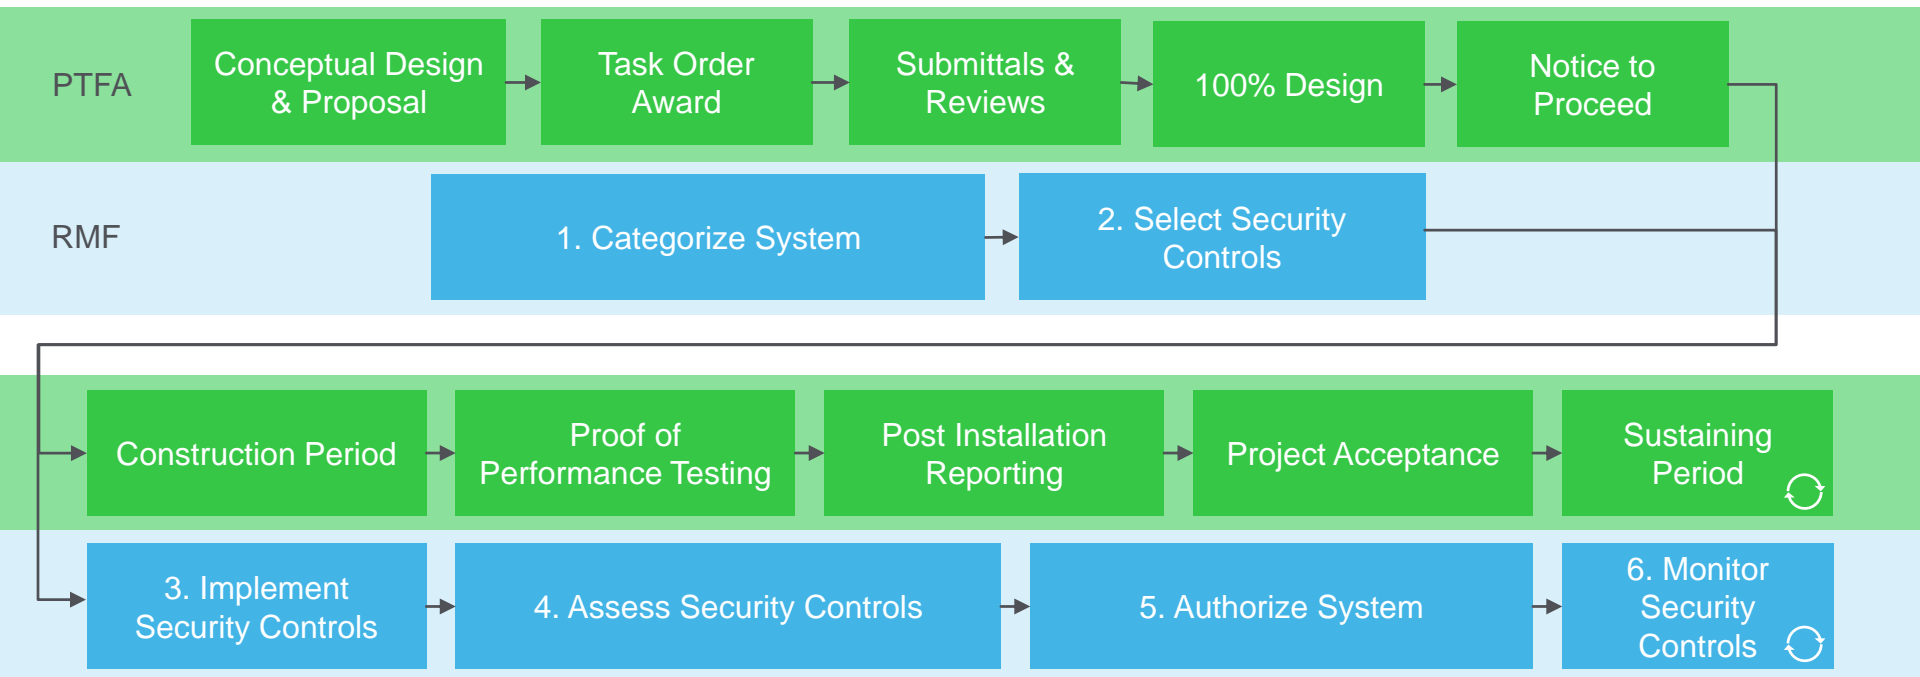 PTFA
Conceptual Design
& Proposal
Task Order
Award
Submittals &
Reviews
100% Design
Notice to
Proceed
RMF
1. Categorize System
2. Select Security
Controls
Construction Period
Proof of
Performance Testing
Post Installation
Reporting
Project Acceptance
Sustaining
Period
3. Implement
Security Controls
4. Assess Security Controls
5. Authorize System
6. Monitor
Security
Controls